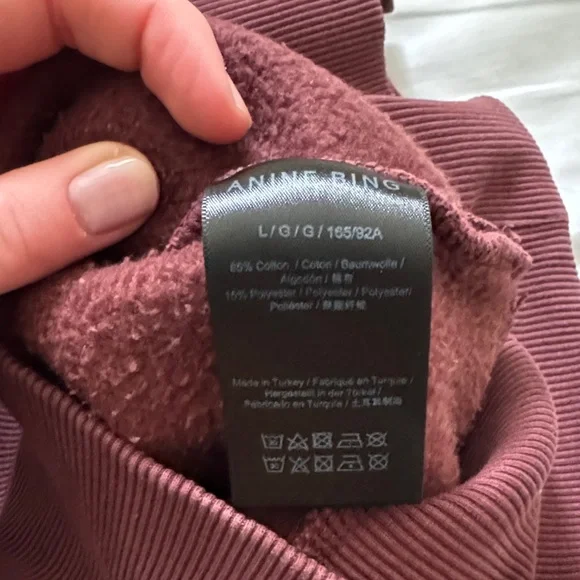 ANINE BING
L/G/G/165/92A
85% Cotton / Coton / Baumwolle /
Algodón / 棉花
15% Polyester / Polyester / Polyester/
Poliéster / 聚酯纤维
Made in Turkey / Fabriqué en Turquie /
Hergestellt in der Türkei /
Fabricado en Turquía / 土耳其制造